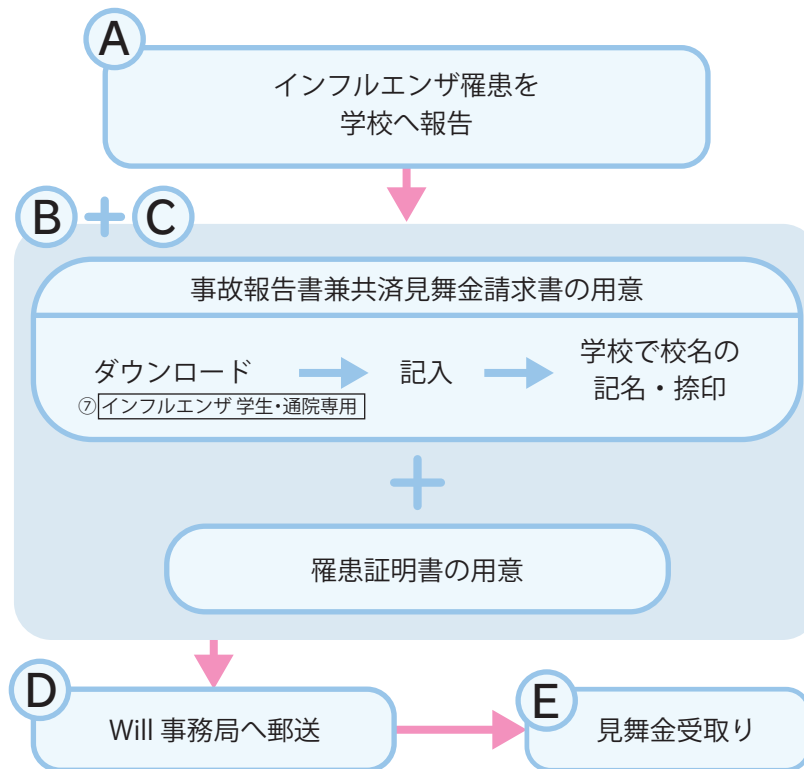 A
インフルエンザ罹患を
学校へ報告
B + C
事故報告書兼共済見舞金請求書の用意
ダウンロード
⑦インフルエンザ 学生・通院専用
記入
学校で校名の
記名・捺印
+
罹患証明書の用意
D
Will 事務局へ郵送
E
見舞金受取り